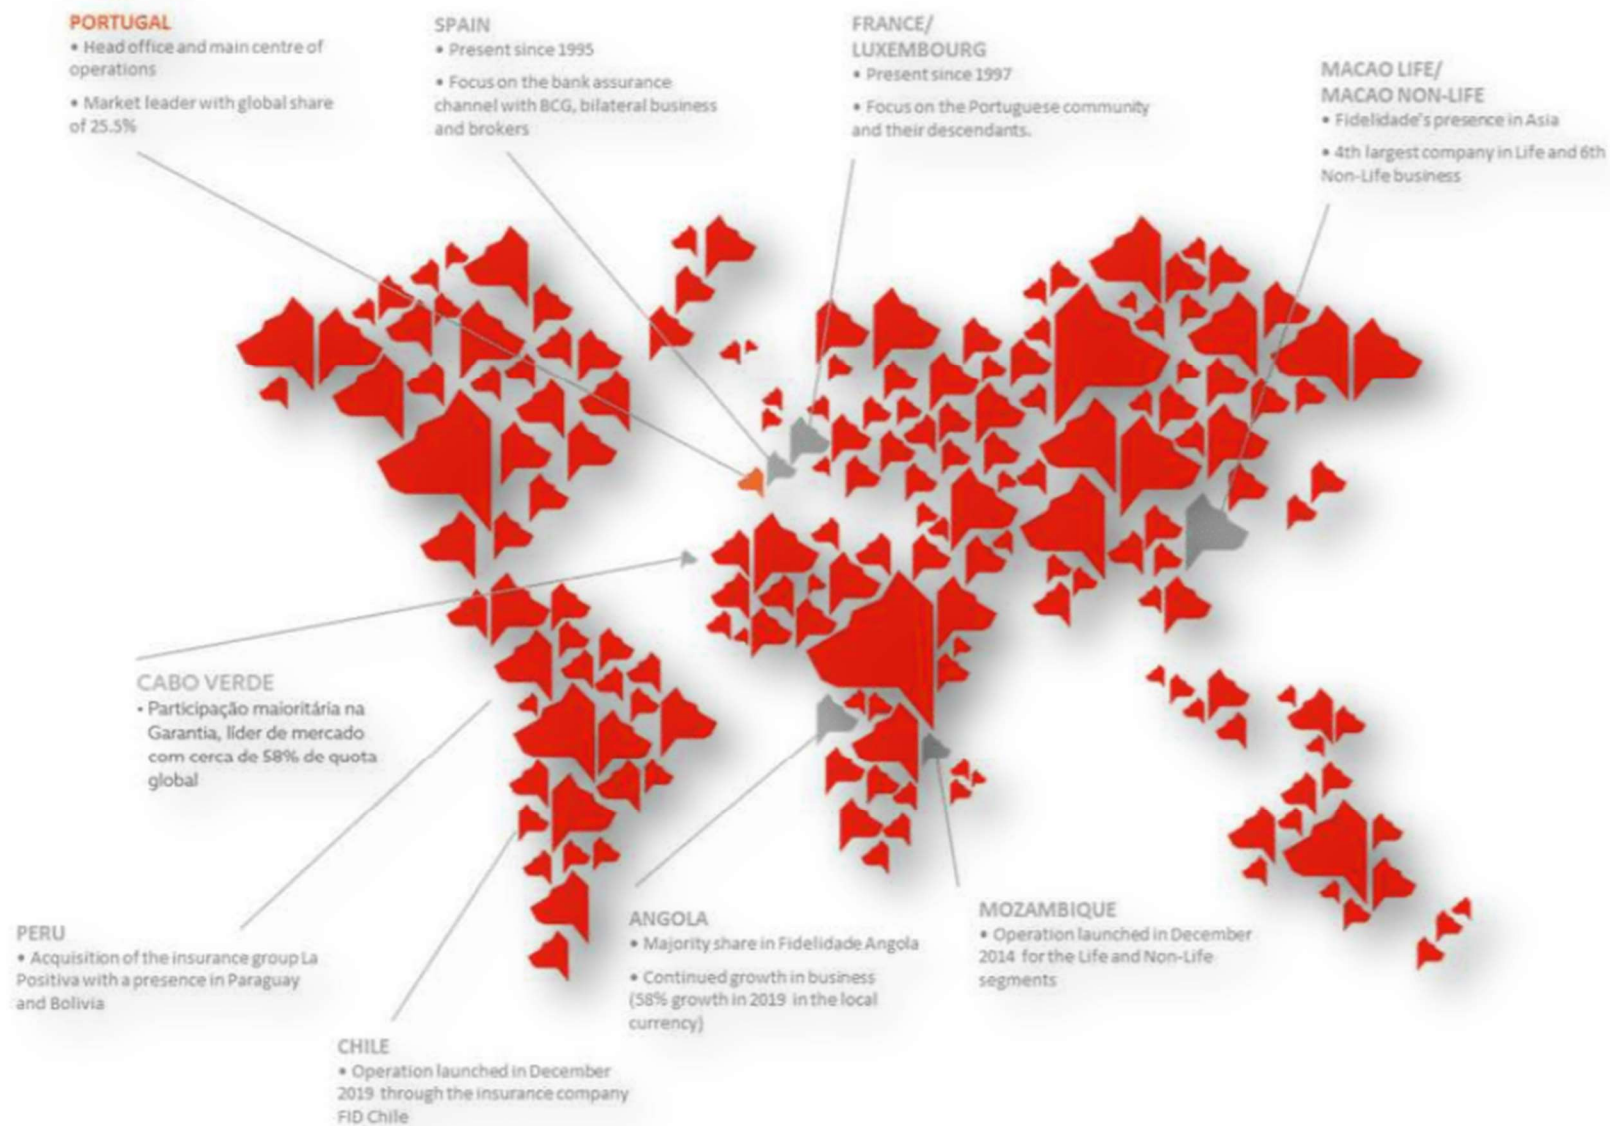 PORTUGAL
• Head office and main centre of
operations
• Market leader with global share
of 25.5%
SPAIN
• Present since 1995
• Focus on the bank assurance
channel with BCG, bilateral business
and brokers
FRANCE/
LUXEMBOURG
• Present since 1997
• Focus on the Portuguese community
and their descendants.
MACAO LIFE/
MACAO NON-LIFE
• Fidelidade's presence in Asia
• 4th largest company in Life and 6th
Non-Life business
CABO VERDE
• Participação maioritária na
Garantia, líder de mercado
com cerca de 58% de quota
global
PERU
• Acquisition of the insurance group La
Positiva with a presence in Paraguay
and Bolivia
CHILE
• Operation launched in December
2019 through the insurance company
FID Chile
ANGOLA
• Majority share in Fidelidade Angola
• Continued growth in business
(58% growth in 2019 in the local
currency)
MOZAMBIQUE
• Operation launched in December
2014 for the Life and Non-Life
segments